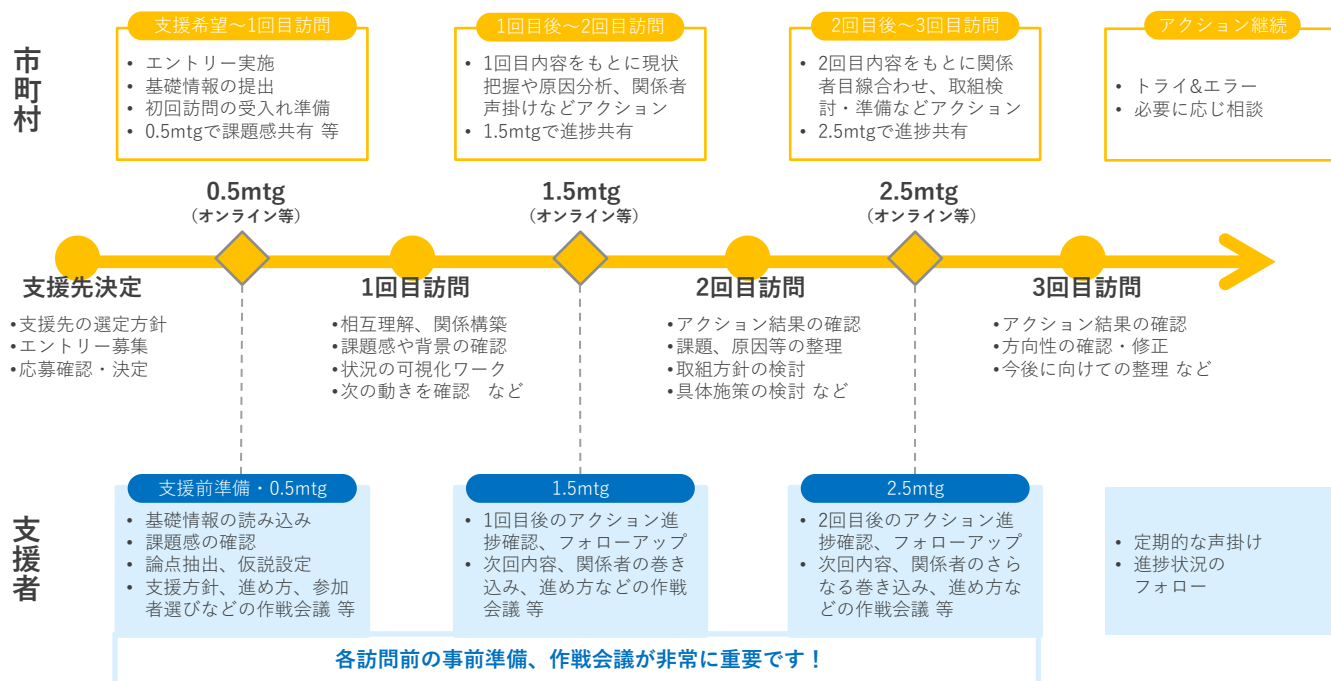 市町村
支援希望～1回目訪問
• エントリー実施
• 基礎情報の提出
• 初回訪問の受入れ準備
• 0.5mtgで課題感共有 等
1回目後～2回目訪問
• 1回目内容をもとに現状
把握や原因分析、関係者
声掛けなどアクション
• 1.5mtgで進捗共有
2回目後～3回目訪問
• 2回目内容をもとに関係
者目線合わせ、取組検
討・準備などアクション
• 2.5mtgで進捗共有
アクション継続
• トライ&エラー
• 必要に応じ相談
0.5mtg
（オンライン等）
1.5mtg
（オンライン等）
2.5mtg
（オンライン等）
支援先決定
•支援先の選定方針
•エントリー募集
•応募確認・決定
1回目訪問
•相互理解、関係構築
•課題感や背景の確認
•状況の可視化ワーク
•次の動きを確認　など
2回目訪問
•アクション結果の確認
•課題、原因等の整理
•取組方針の検討
•具体施策の検討 など
3回目訪問
•アクション結果の確認
•方向性の確認・修正
•今後に向けての整理 など
支援者
支援前準備・0.5mtg
• 基礎情報の読み込み
• 課題感の確認
• 論点抽出、仮説設定
• 支援方針、進め方、参加
者選びなどの作戦会議 等
1.5mtg
• 1回目後のアクション進
捗確認、フォローアップ
• 次回内容、関係者の巻き
込み、進め方などの作戦
会議 等
2.5mtg
• 2回目後のアクション進
捗確認、フォローアップ
• 次回内容、関係者のさら
なる巻き込み、進め方な
どの作戦会議 等
• 定期的な声掛け
• 進捗状況の
フォロー
各訪問前の事前準備、作戦会議が非常に重要です！